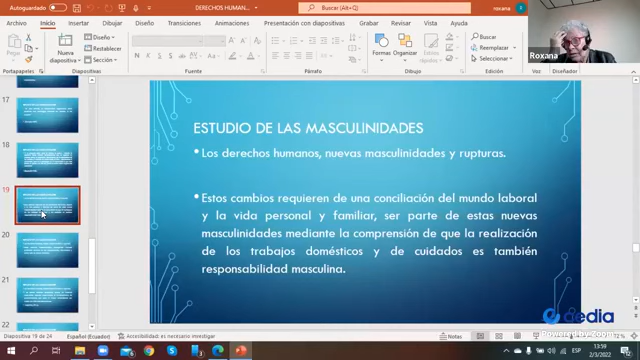 Autoguardado
DERECHOS HUMAN...
Buscar (Alt+Q)
roxana
Archivo Inicio Insertar Dibujar Diseño Transiciones Animaciones Presentación con diapositivas Grabar Revisar Vista Ayuda
Pegar
Nueva
diapositiva
Diseño
Restablecer
Sección
Formas
Organizar
Buscar
Reemplazar
Seleccionar
Roxana
Portapapeles
Diapositivas
Fuente
Párrafo
Dibujo
Edición
Voz
Diseñador
17
18
19
20
21
22
ESTUDIO DE LAS MASCULINIDADES
• Los derechos humanos, nuevas masculinidades y rupturas.
• Estos cambios requieren de una conciliación del mundo laboral
y la vida personal y familiar, ser parte de estas nuevas
masculinidades mediante la comprensión de que la realización
de los trabajos domésticos y de cuidados es también
responsabilidad masculina.
cedia
Powered by zoom
Diapositiva 19 de 24
Español (Ecuador)
Accesibilidad: es necesario investigar
Notas
72 %
ESP
13:59
2/3/2022